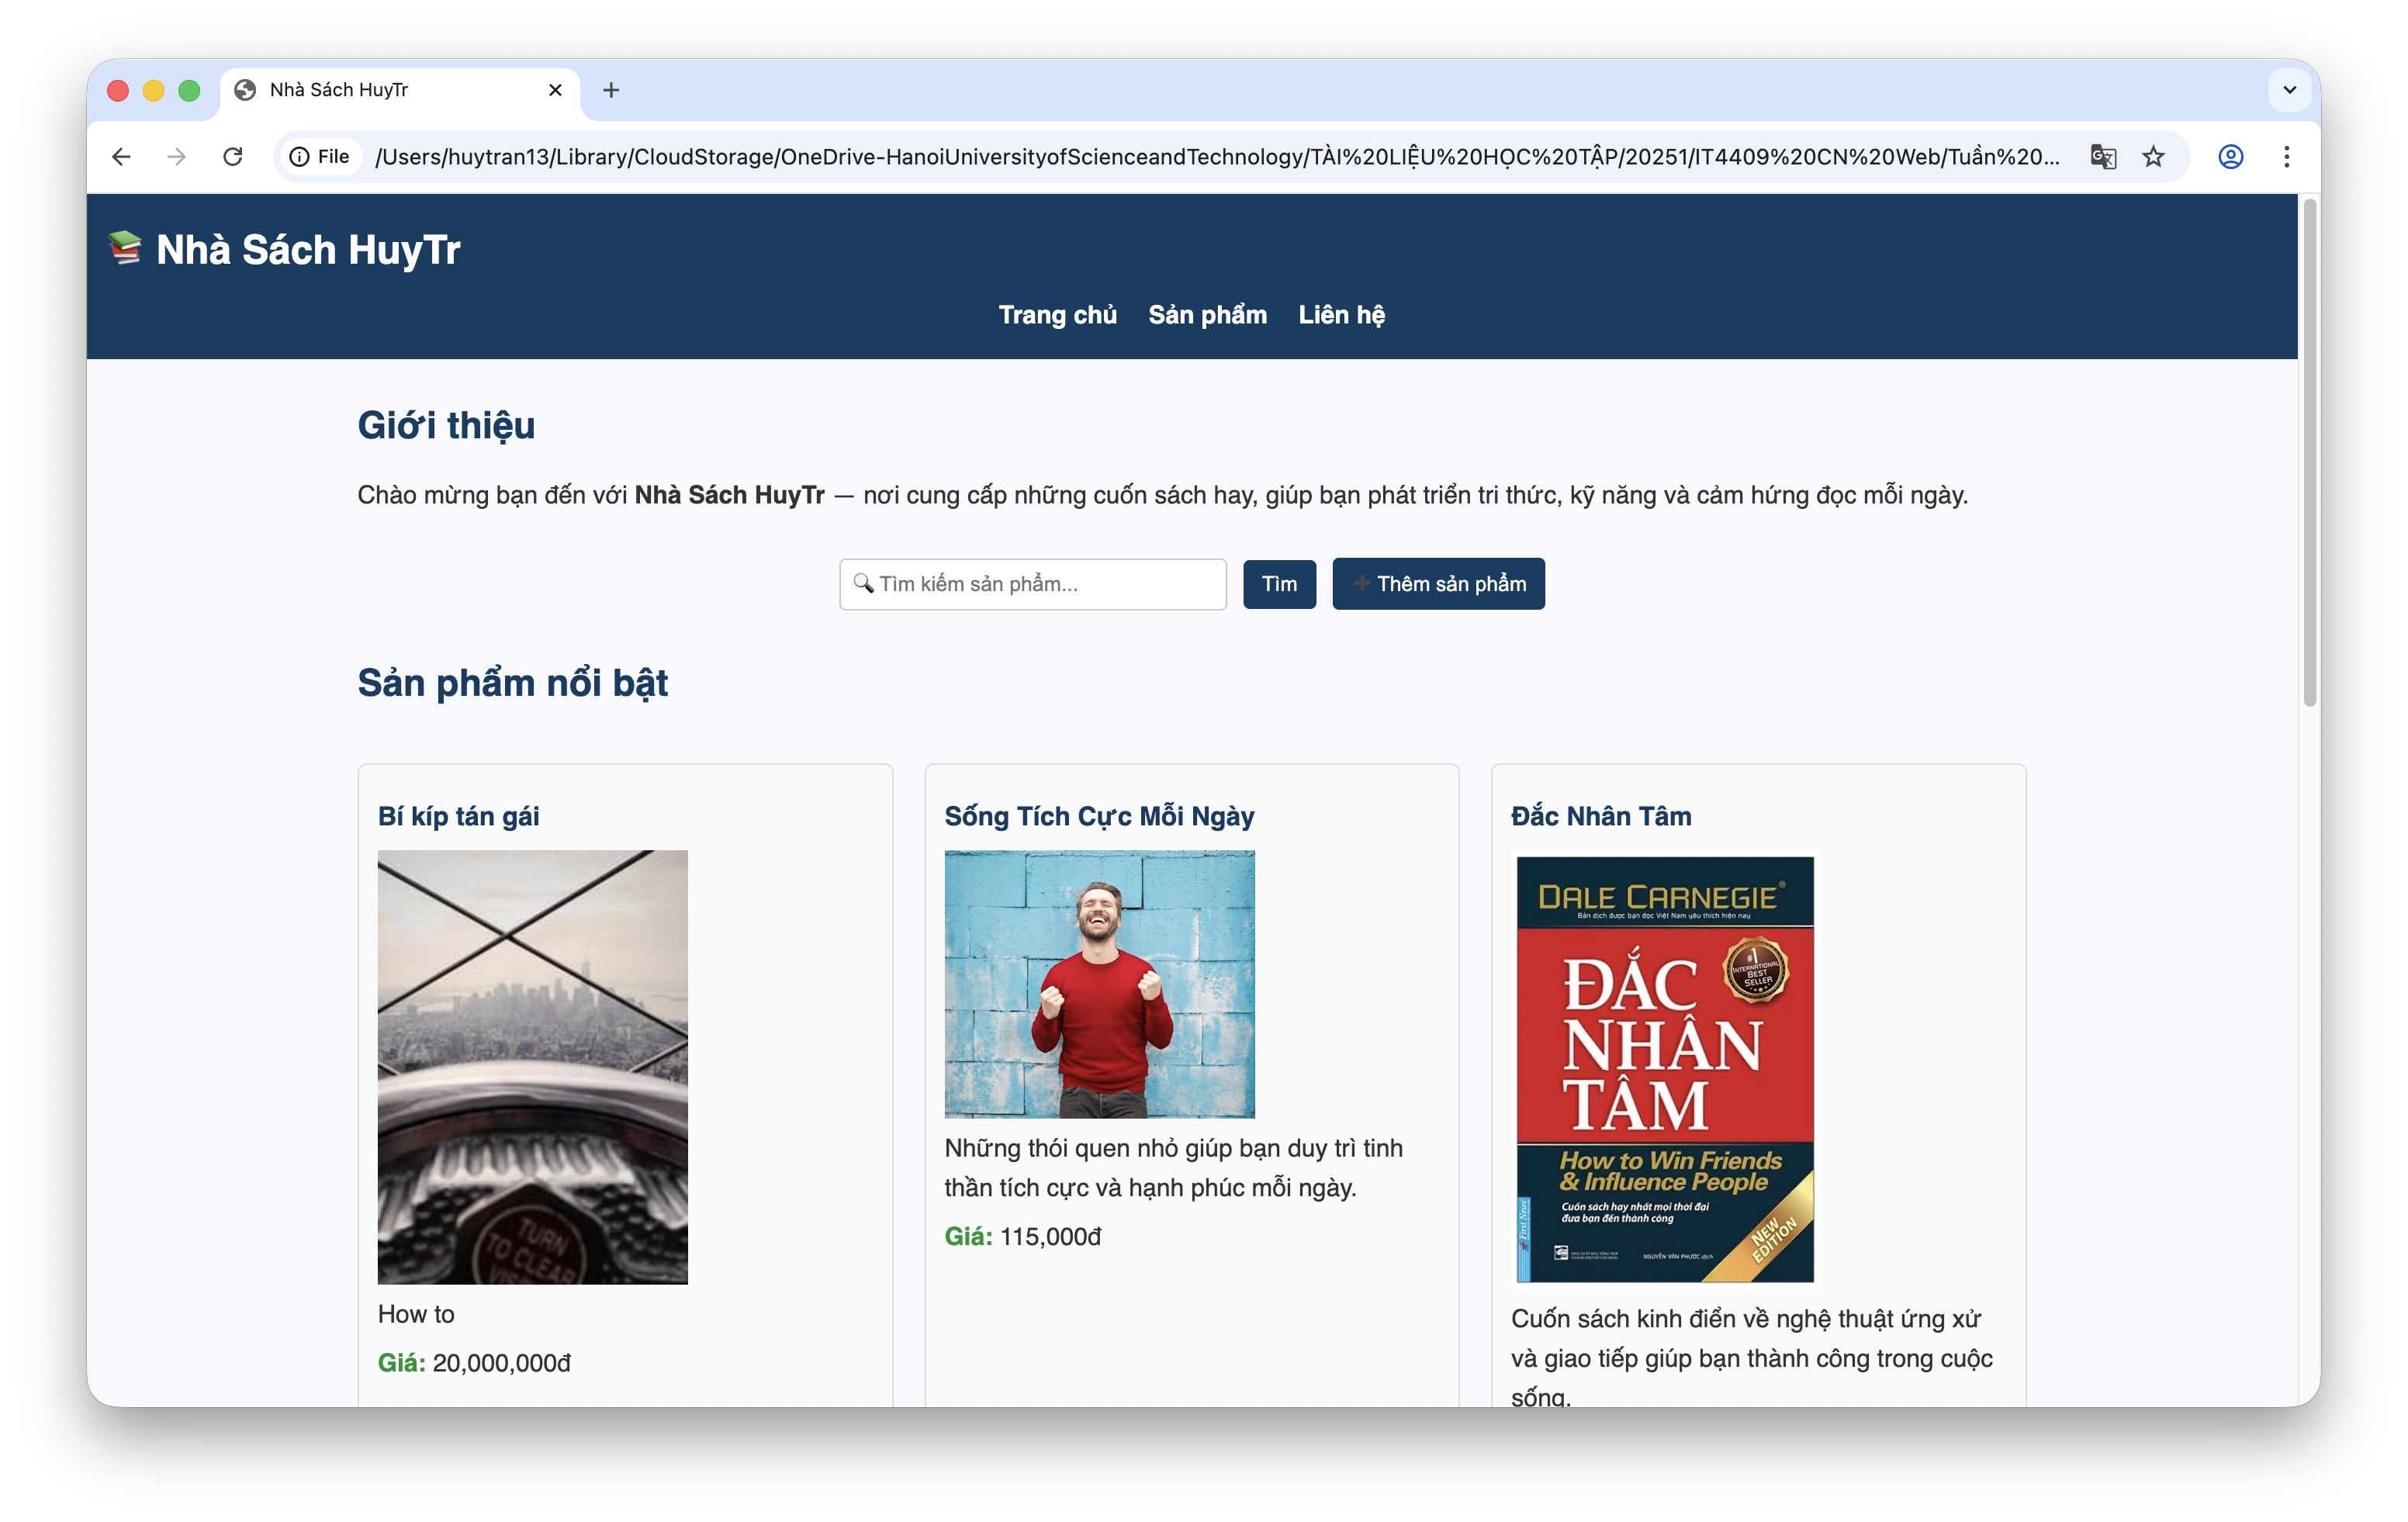 Nhà Sách HuyTr
File
/Users/huytran13/Library/CloudStorage/OneDrive-HanoiUniversityofScienceandTechnology/TÀI%20LIỆU%20HỌC%20TẬP/20251/IT4409%20CN%20Web/Tuần%20...
Nhà Sách HuyTr
Trang chủ Sản phẩm Liên hệ
Giới thiệu
Chào mừng bạn đến với Nhà Sách HuyTr — nơi cung cấp những cuốn sách hay, giúp bạn phát triển tri thức, kỹ năng và cảm hứng đọc mỗi ngày.
Tìm kiếm sản phẩm...
Tìm
Thêm sản phẩm
Sản phẩm nổi bật
Bí kíp tán gái
TURN
TO CLEAR
How to
Giá: 20,000,000đ
Sống Tích Cực Mỗi Ngày
Những thói quen nhỏ giúp bạn duy trì tinh
thần tích cực và hạnh phúc mỗi ngày.
Giá: 115,000đ
Đắc Nhân Tâm
DALE CARNEGIE®
Bản dịch được bạn đọc Việt Nam yêu thích hiện nay
#1
INTERNATIONAL
BEST
SELLER
ĐẮC
NHÂN
TÂM
How to Win Friends
& Influence People
Cuốn sách hay nhất mọi thời đại
đưa bạn đến thành công
NEW
EDITION
First News
NGUYỄN VĂN PHƯỚC dịch
Cuốn sách kinh điển về nghệ thuật ứng xử
và giao tiếp giúp bạn thành công trong cuộc
sống.